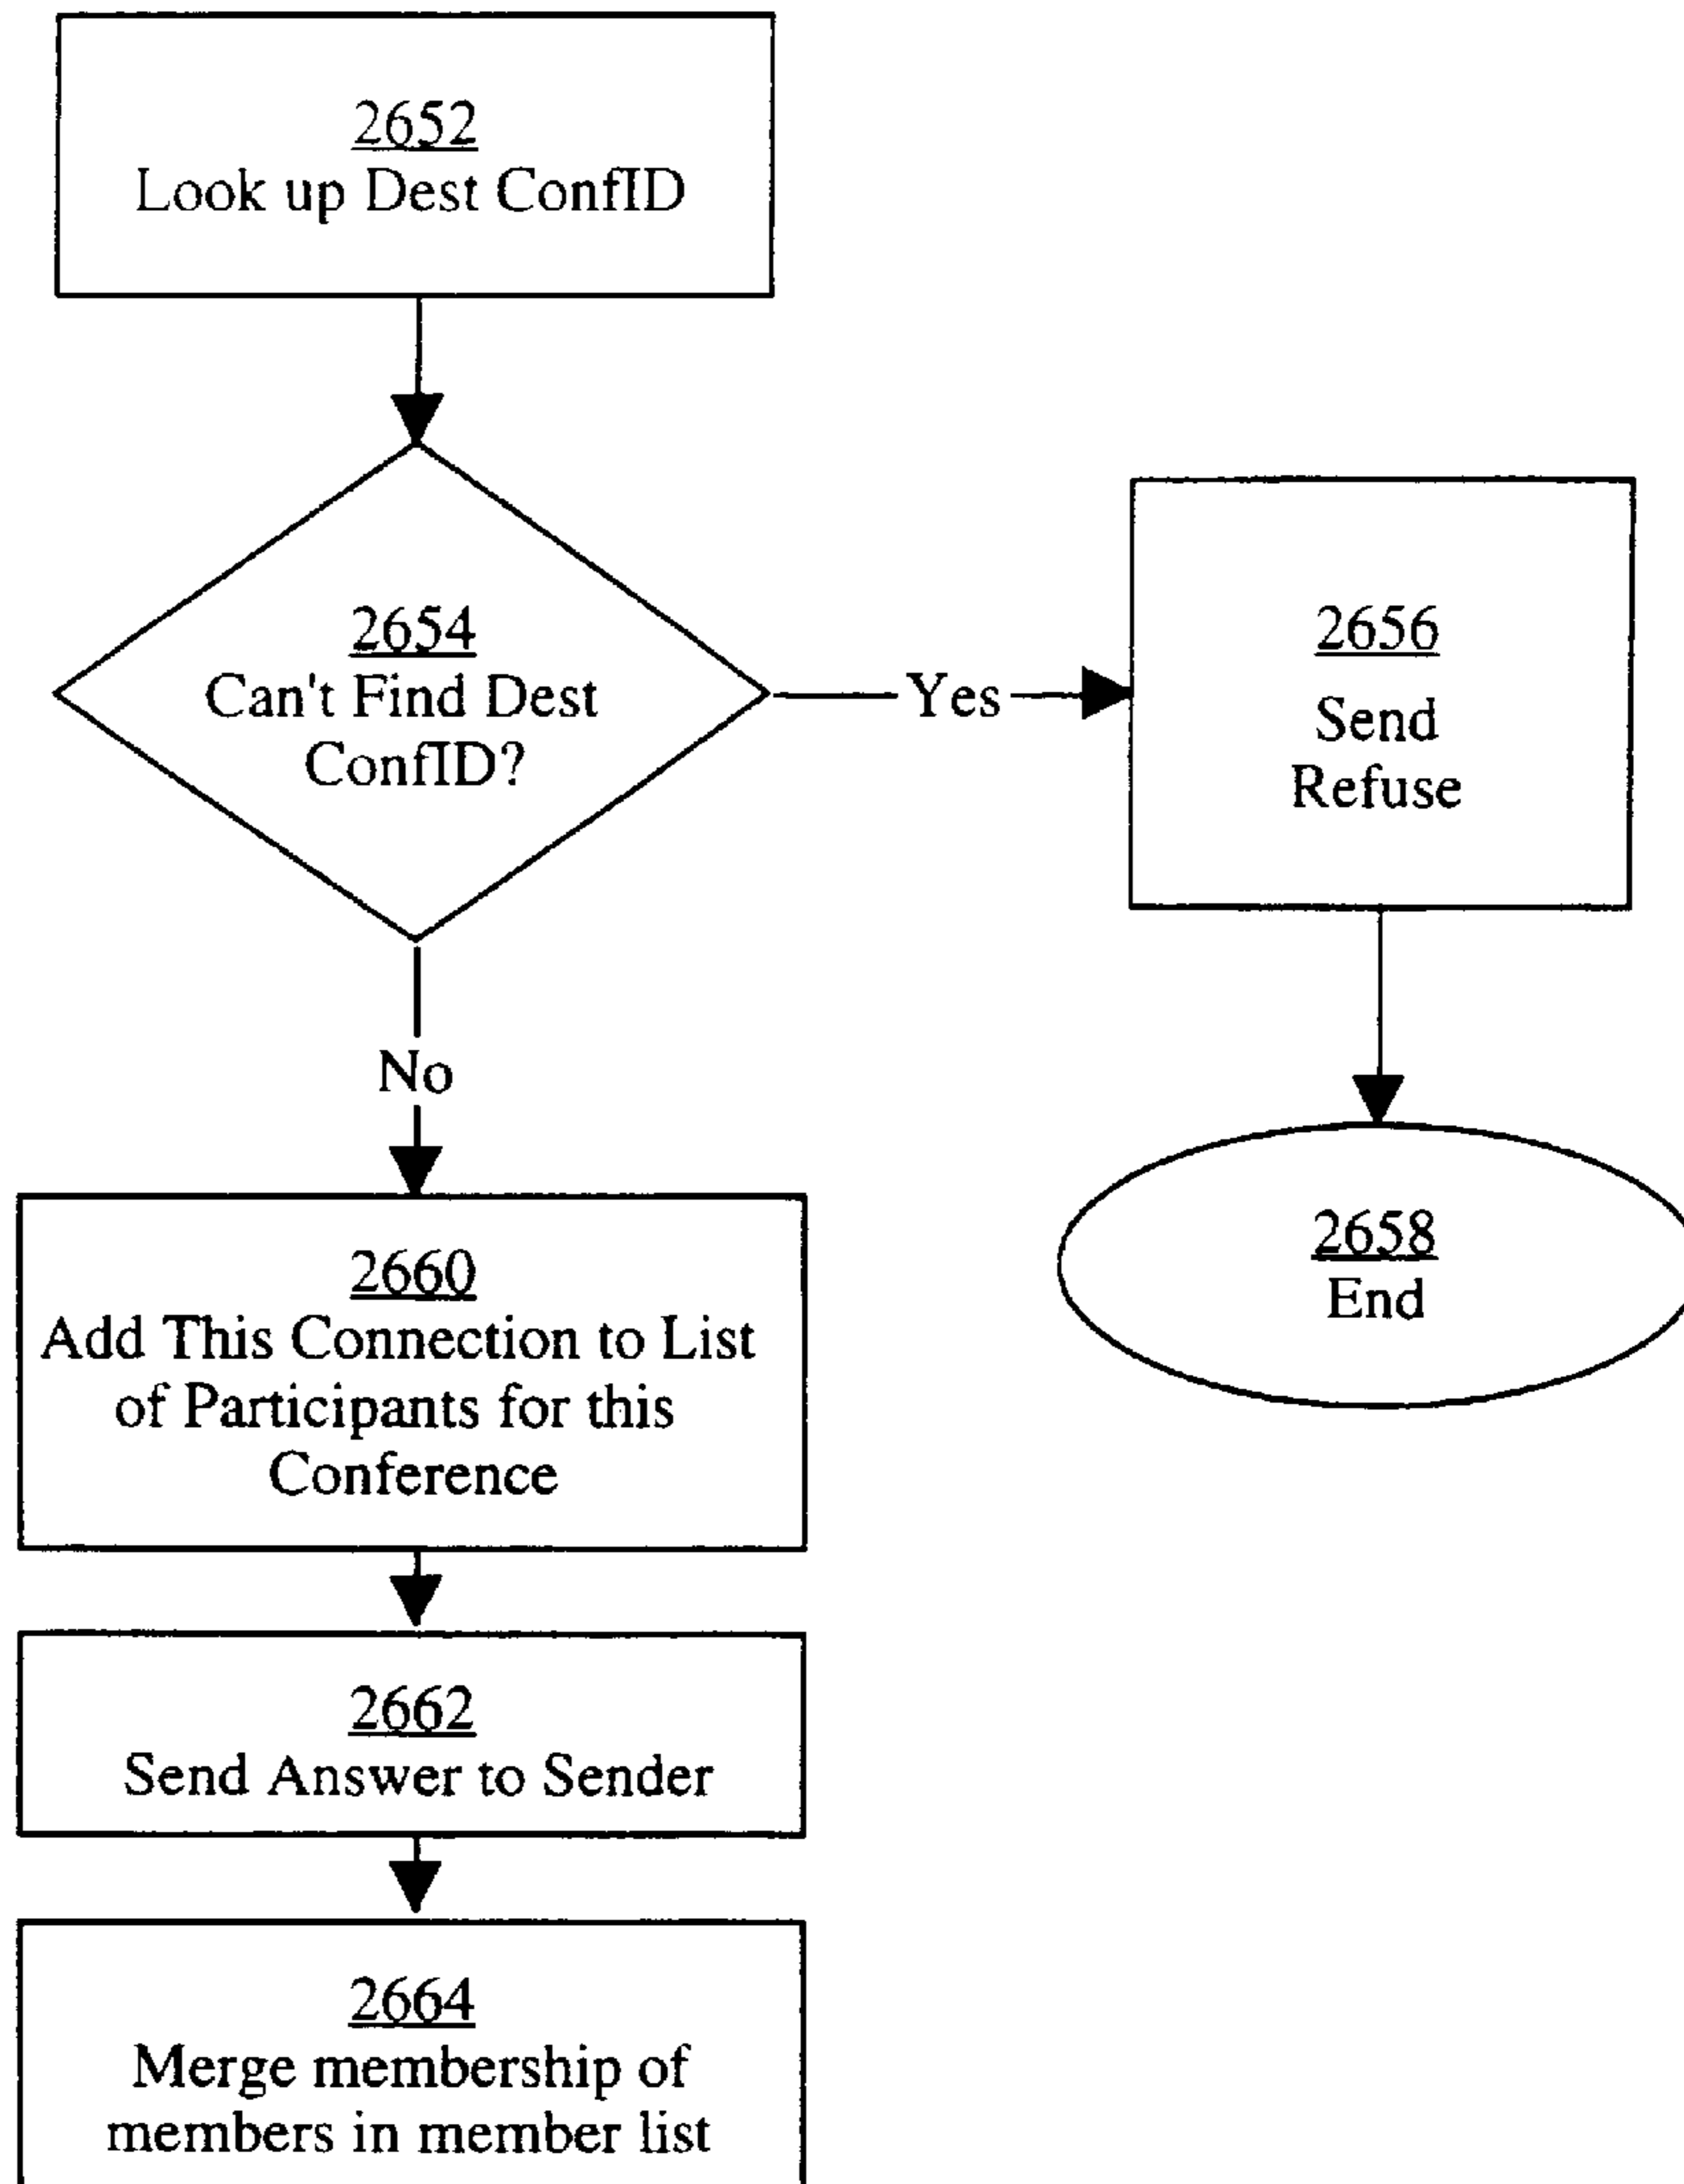 2652
Look up Dest ConfID
2654
Can't Find Dest
ConfID?
Yes
2656
Send
Refuse
No
2658
End
2660
Add This Connection to List
of Participants for this
Conference
2662
Send Answer to Sender
2664
Merge membership of
members in member list